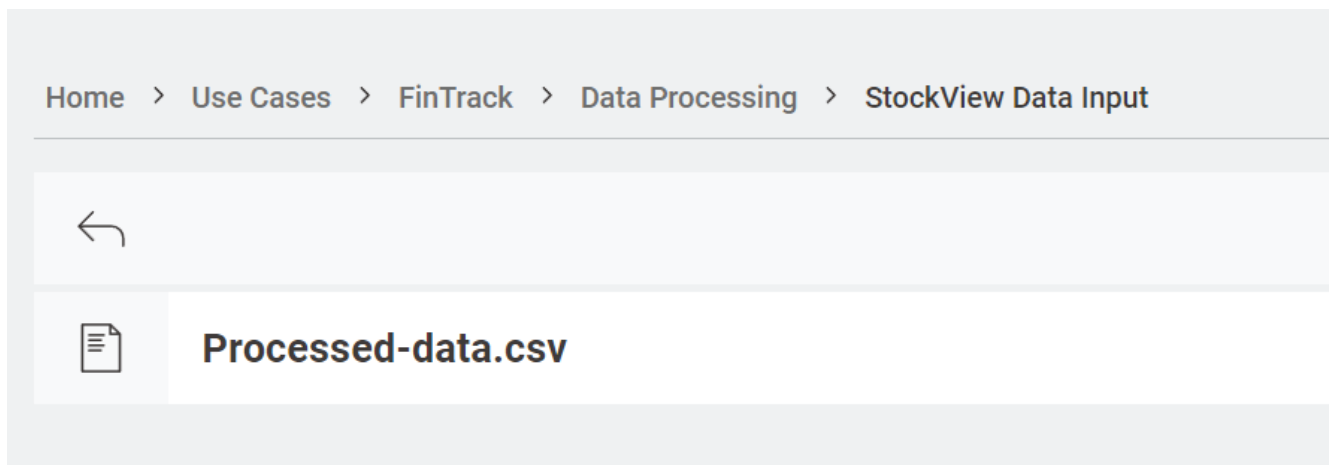 Home > Use Cases > FinTrack > Data Processing > StockView Data Input
Processed-data.csv